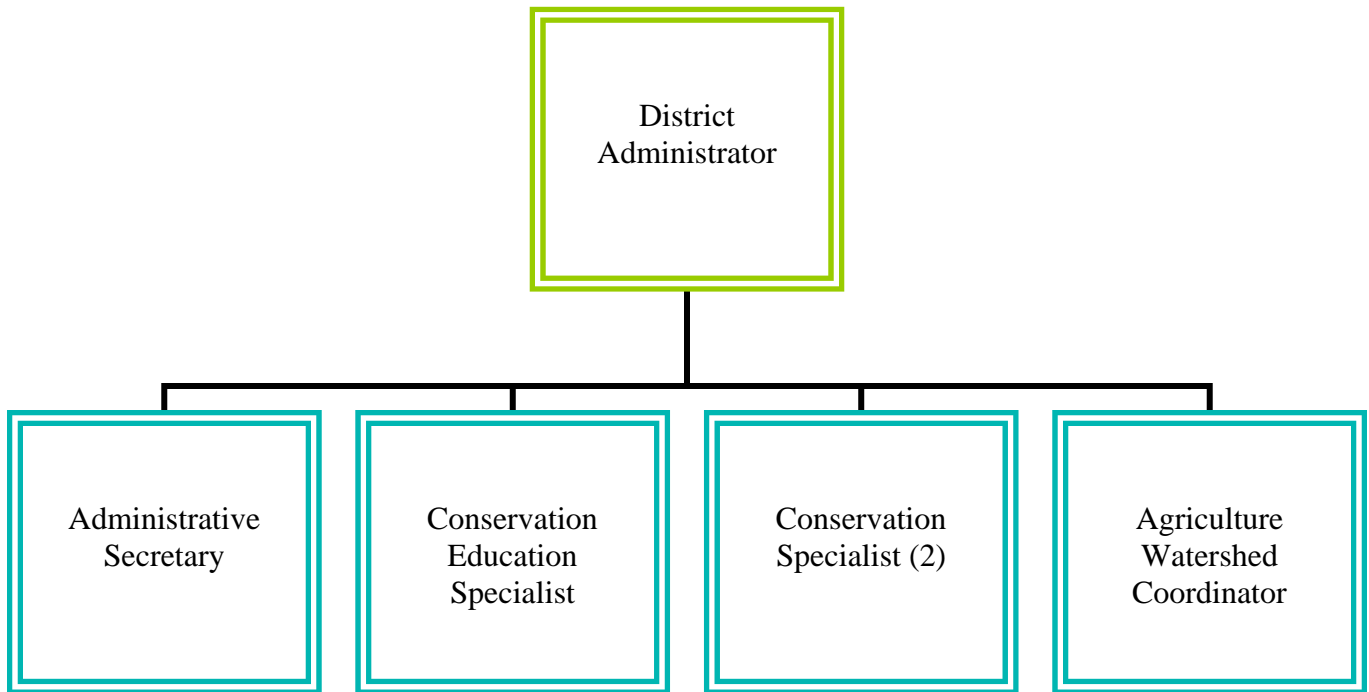 District
Administrator
Administrative
Secretary
Conservation
Education
Specialist
Conservation
Specialist (2)
Agriculture
Watershed
Coordinator